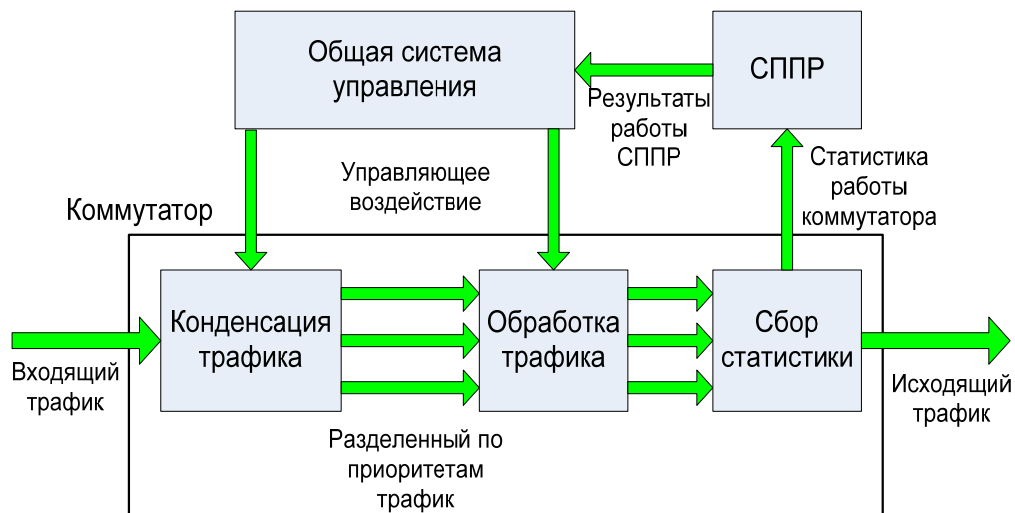 Общая система
управления
СППР
Результаты
работы
СППР
Управляющее
воздействие
Статистика
работы
коммутатора
Коммутатор
Конденсация
трафика
Обработка
трафика
Сбор
статистики
Входящий
трафик
Исходящий
трафик
Разделенный по
приоритетам
трафик